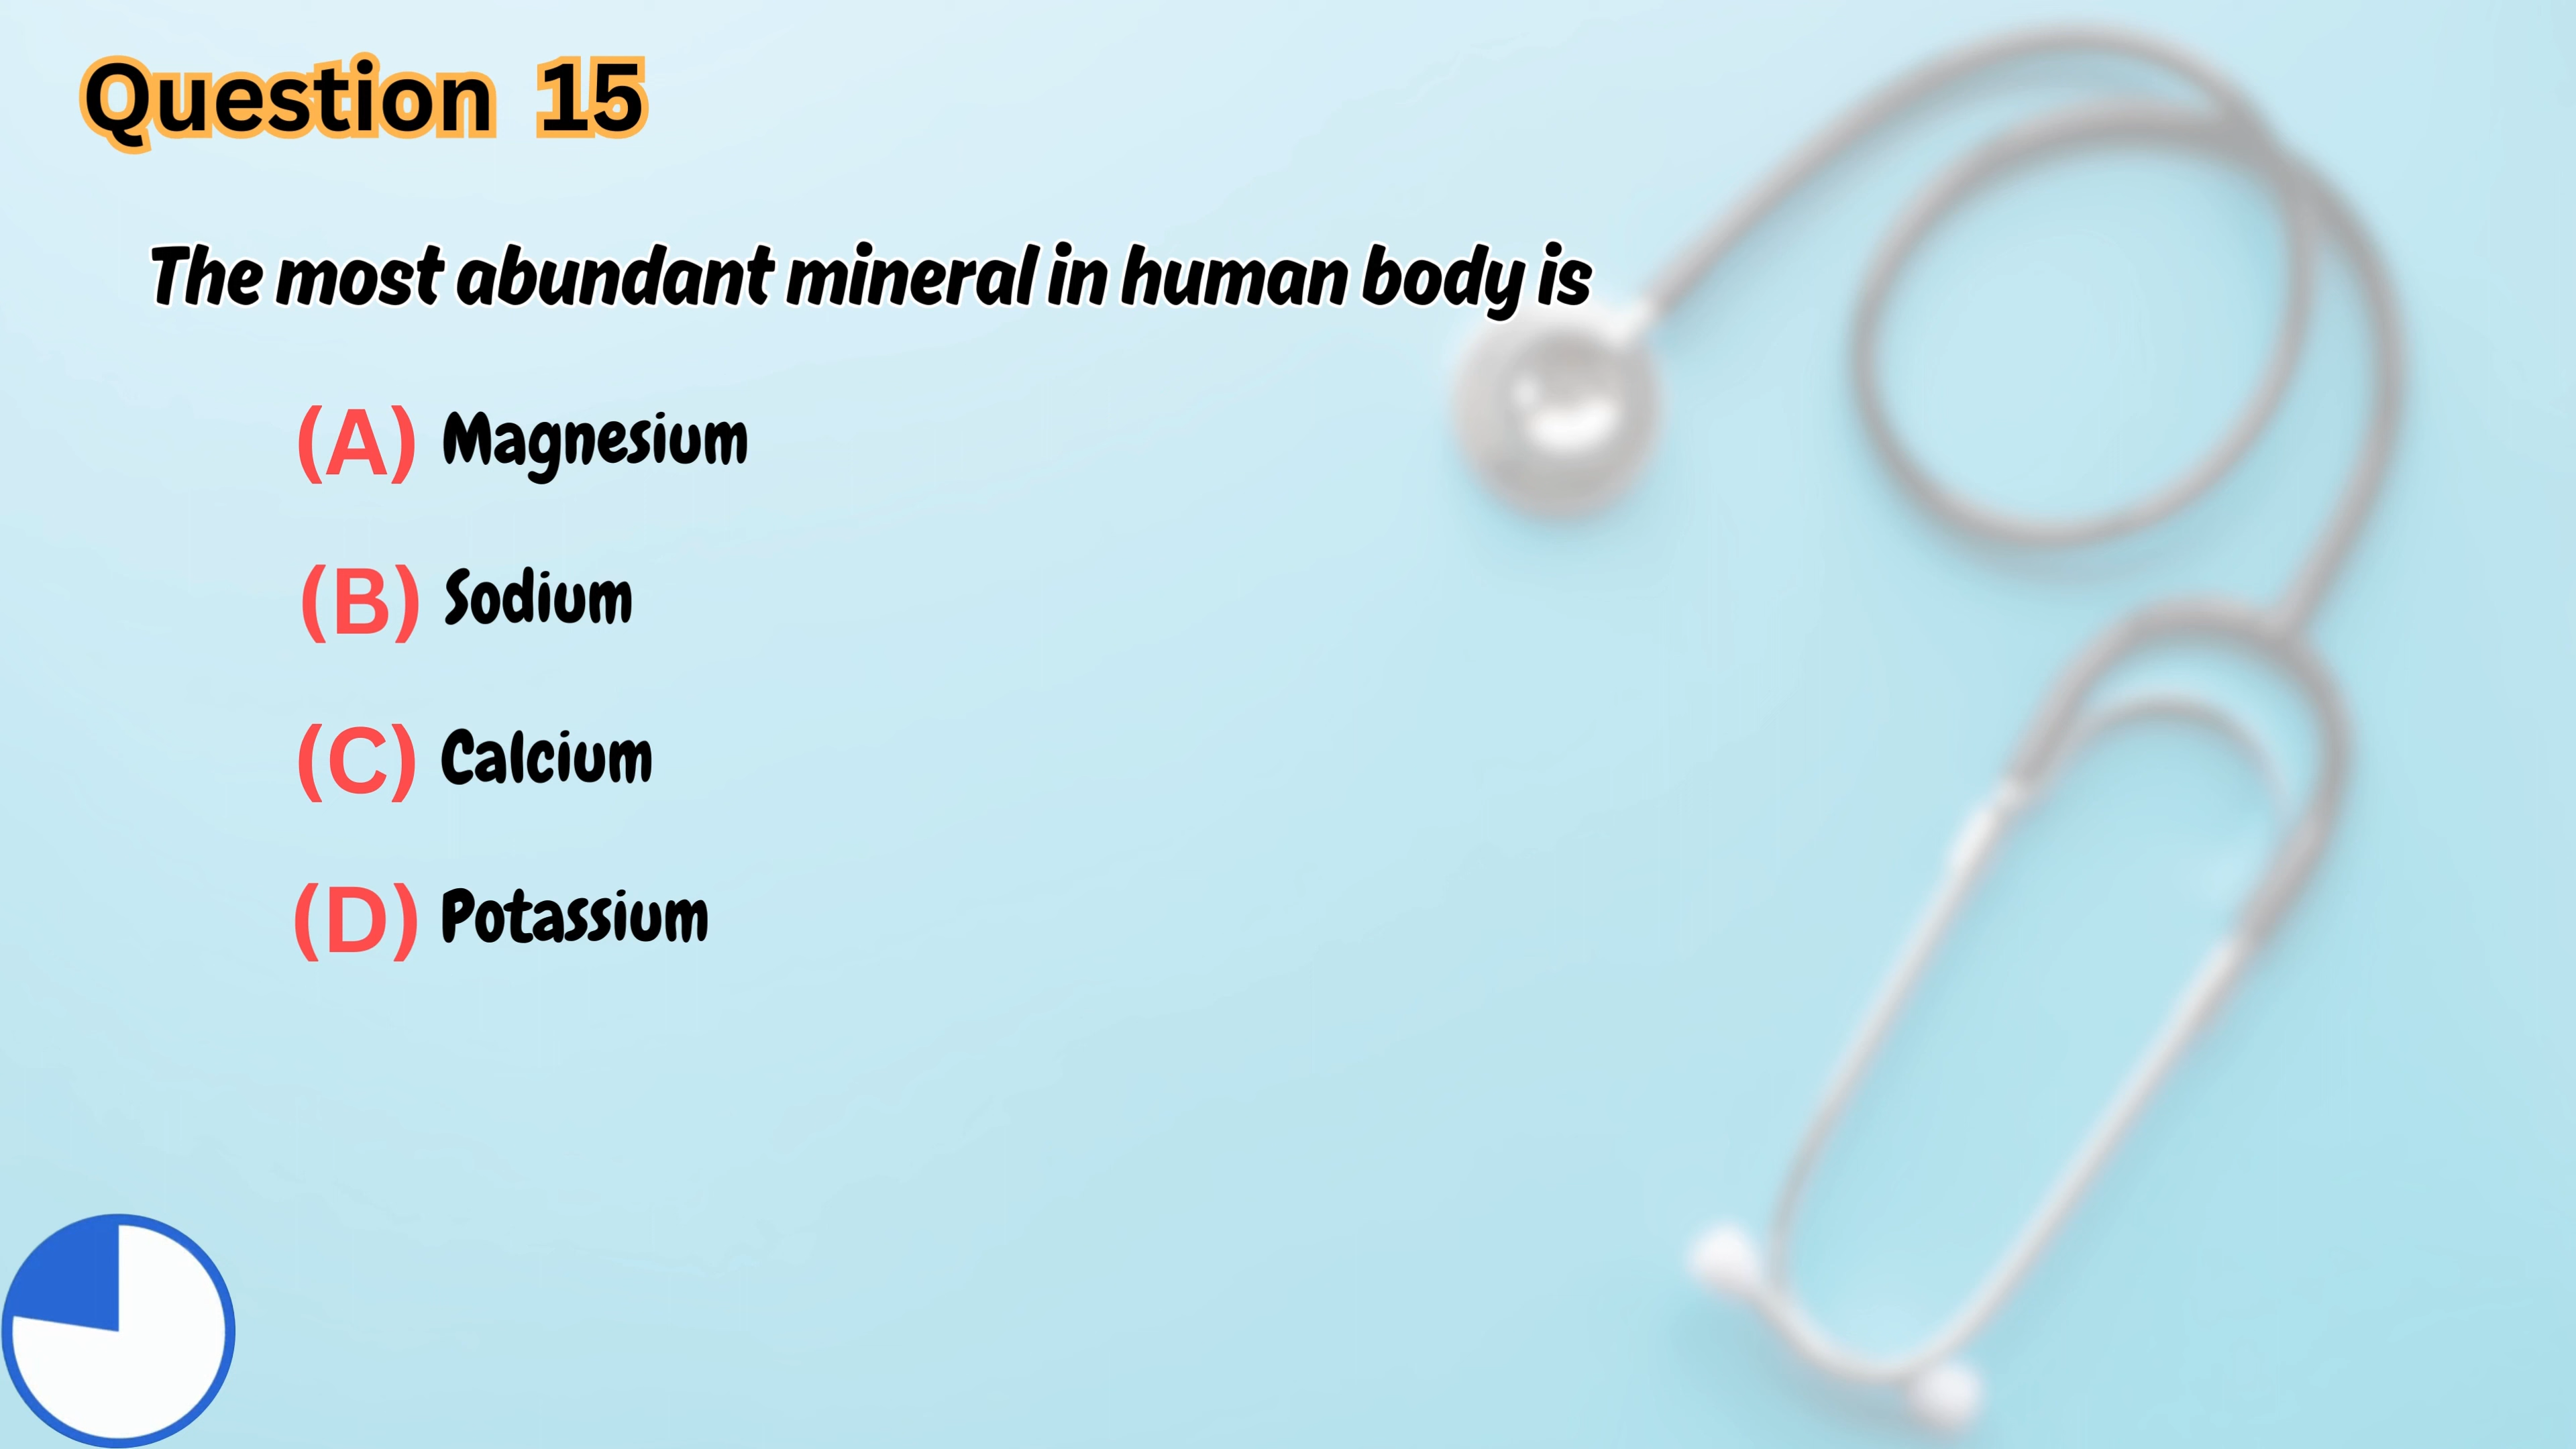 Question 15
The most abundant mineral in human body is
(A) Magnesium
(B) Sodium
(C) Calcium
(D) Potassium